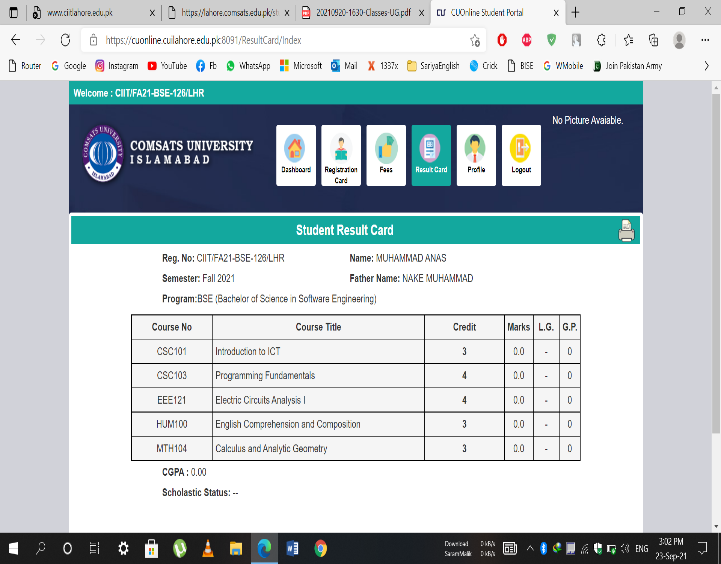 www.ciitlahore.edu.pk
https://lahore.comsats.edu.pk/st
20210920-1630-Classes-UG.pdf
CUOnline Student Portal
https://cuonline.cuilahore.edu.pk:8091/ResultCard/Index
Router Google Instagram YouTube Fb WhatsApp Microsoft Mail 1337x SariyaEnglish Crick BISE WMobile Join Pakistan Army
Welcome : CIIT/FA21-BSE-126/LHR
No Picture Avaiable.
COMSATS UNIVERSITY
ISLAMABAD
Dashboard Registration Card Fees Result Card Profile Logout
Student Result Card
Reg. No: CIIT/FA21-BSE-126/LHR Name: MUHAMMAD ANAS
Semester: Fall 2021 Father Name: NAKE MUHAMMAD
Program:BSE (Bachelor of Science in Software Engineering)
Course No Course Title Credit Marks L.G. G.P.
CSC101 Introduction to ICT 3 0.0 - 0
CSC103 Programming Fundamentals 4 0.0 - 0
EEE121 Electric Circuits Analysis I 4 0.0 - 0
HUM100 English Comprehension and Composition 3 0.0 - 0
MTH104 Calculus and Analytic Geometry 3 0.0 - 0
CGPA : 0.00
Scholastic Status: --
Download 0 kB/s
SaramMalik 0 kB/s
ENG
3:02 PM
23-Sep-21